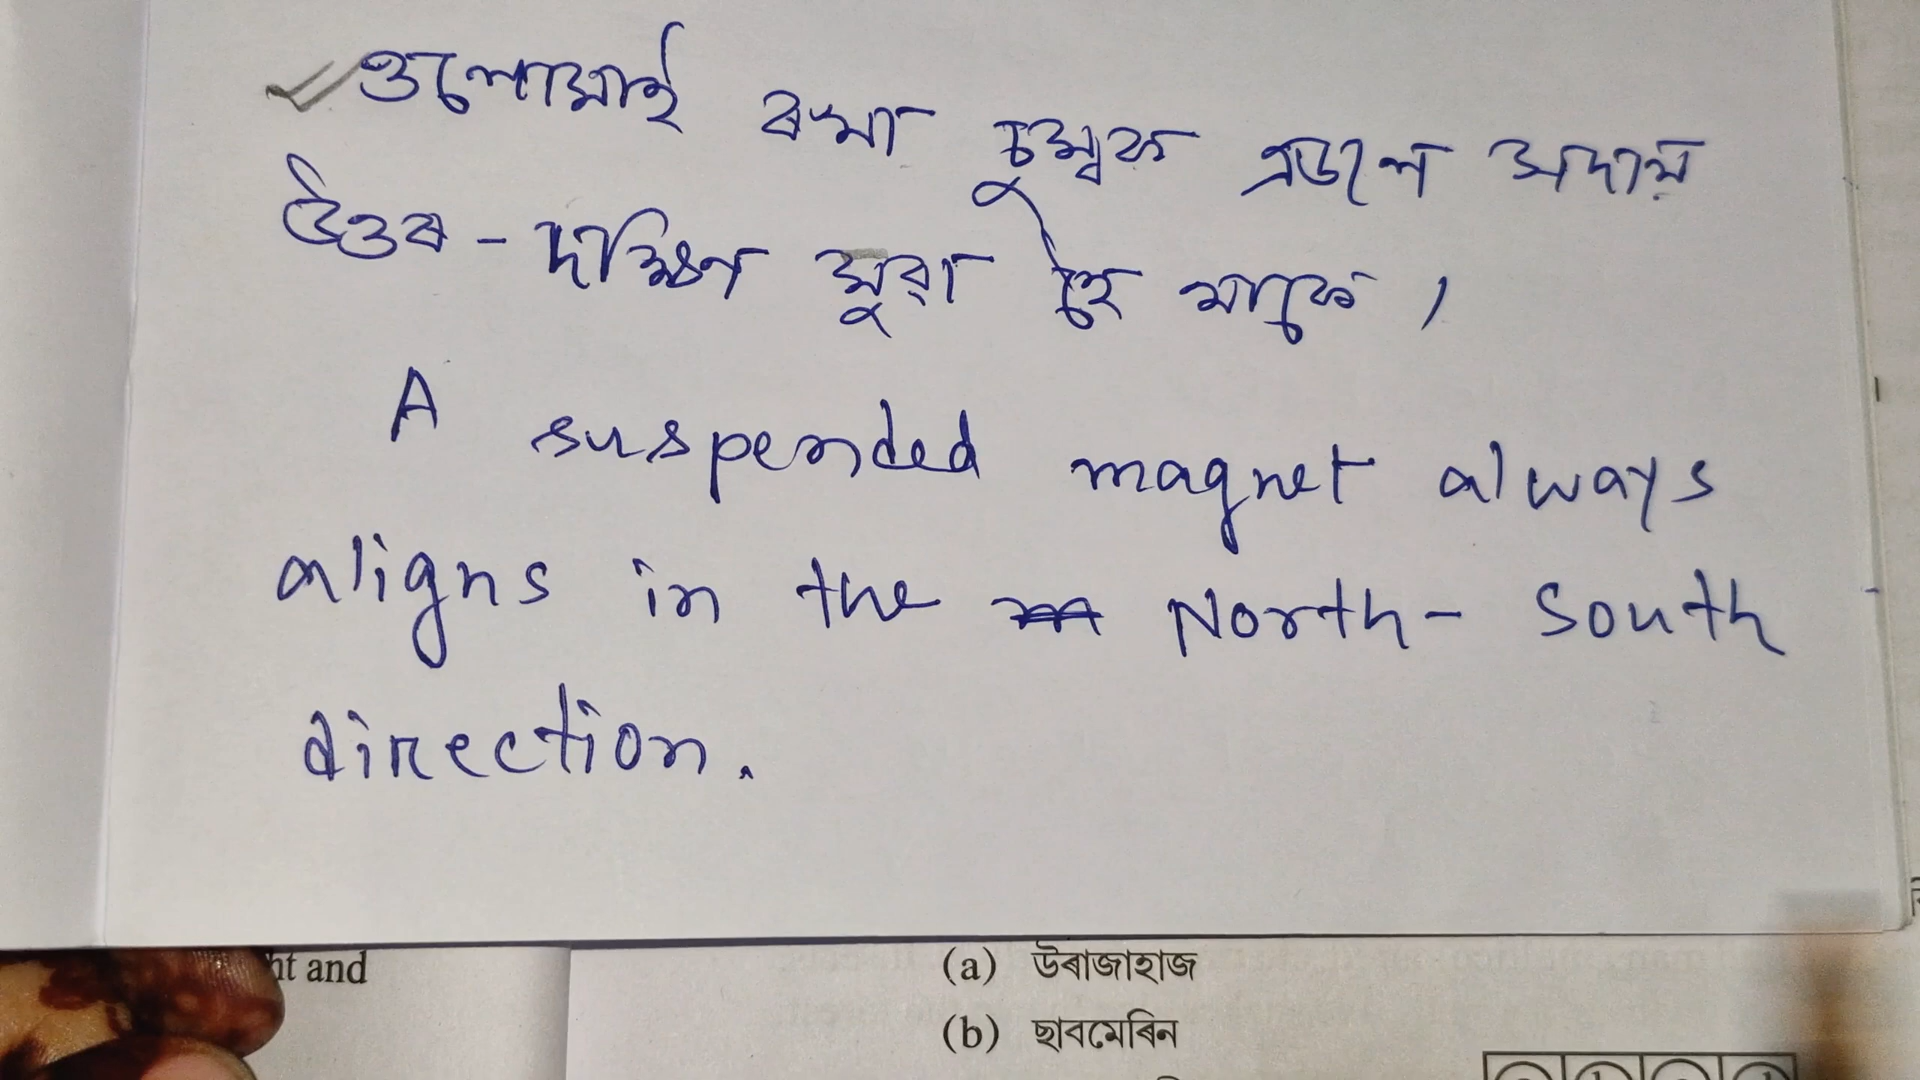 ওলোমাই ৰখা চুম্বক এডালে সদায়
উত্তৰ - দক্ষিণ মুৱা হৈ থাকে ।
A suspended magnet always
aligns in the North - South
direction.
ht and
(a) উৰাজাহাজ
(b) ছাবমেৰিন